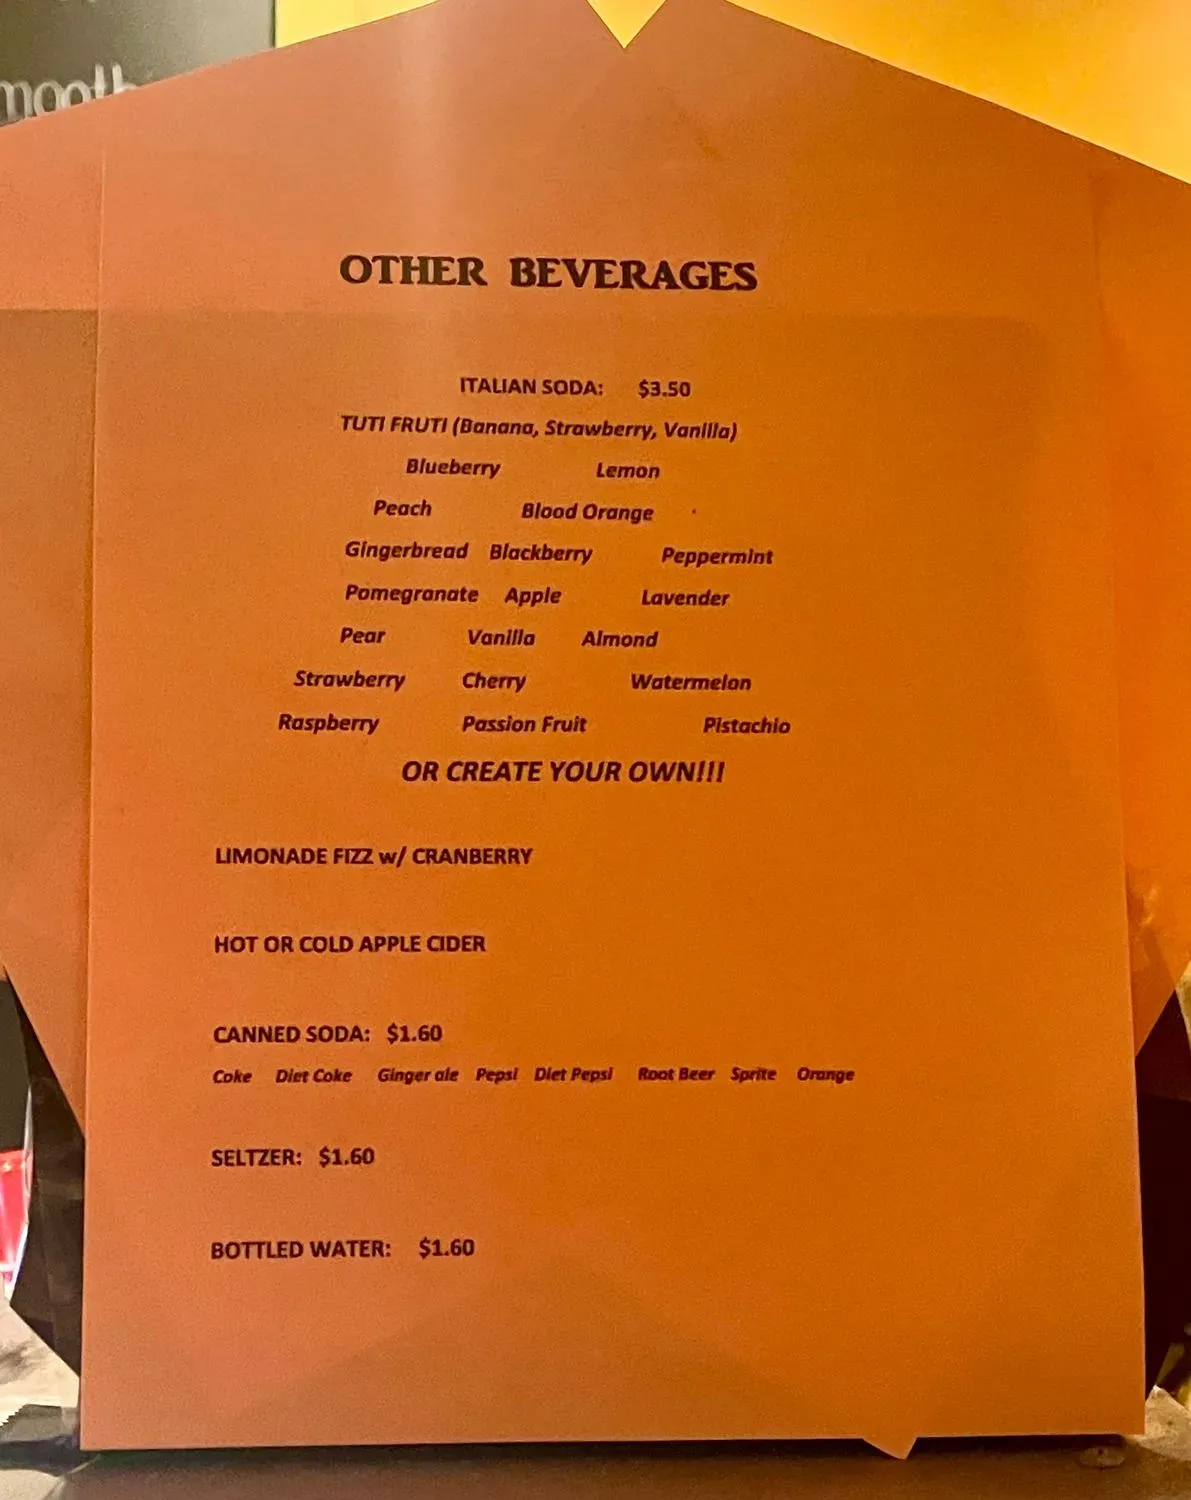 OTHER BEVERAGES
ITALIAN SODA: $3.50
TUTI FRUTI (Banana, Strawberry, Vanilla)
Blueberry Lemon
Peach Blood Orange
Gingerbread Blackberry Peppermint
Pomegranate Apple Lavender
Pear Vanilla Almond
Strawberry Cherry Watermelon
Raspberry Passion Fruit Pistachio
OR CREATE YOUR OWN!!!
LIMONADE FIZZ w/ CRANBERRY
HOT OR COLD APPLE CIDER
CANNED SODA: $1.60
Coke Diet Coke Ginger ale Pepsi Diet Pepsi Root Beer Sprite Orange
SELTZER: $1.60
BOTTLED WATER: $1.60